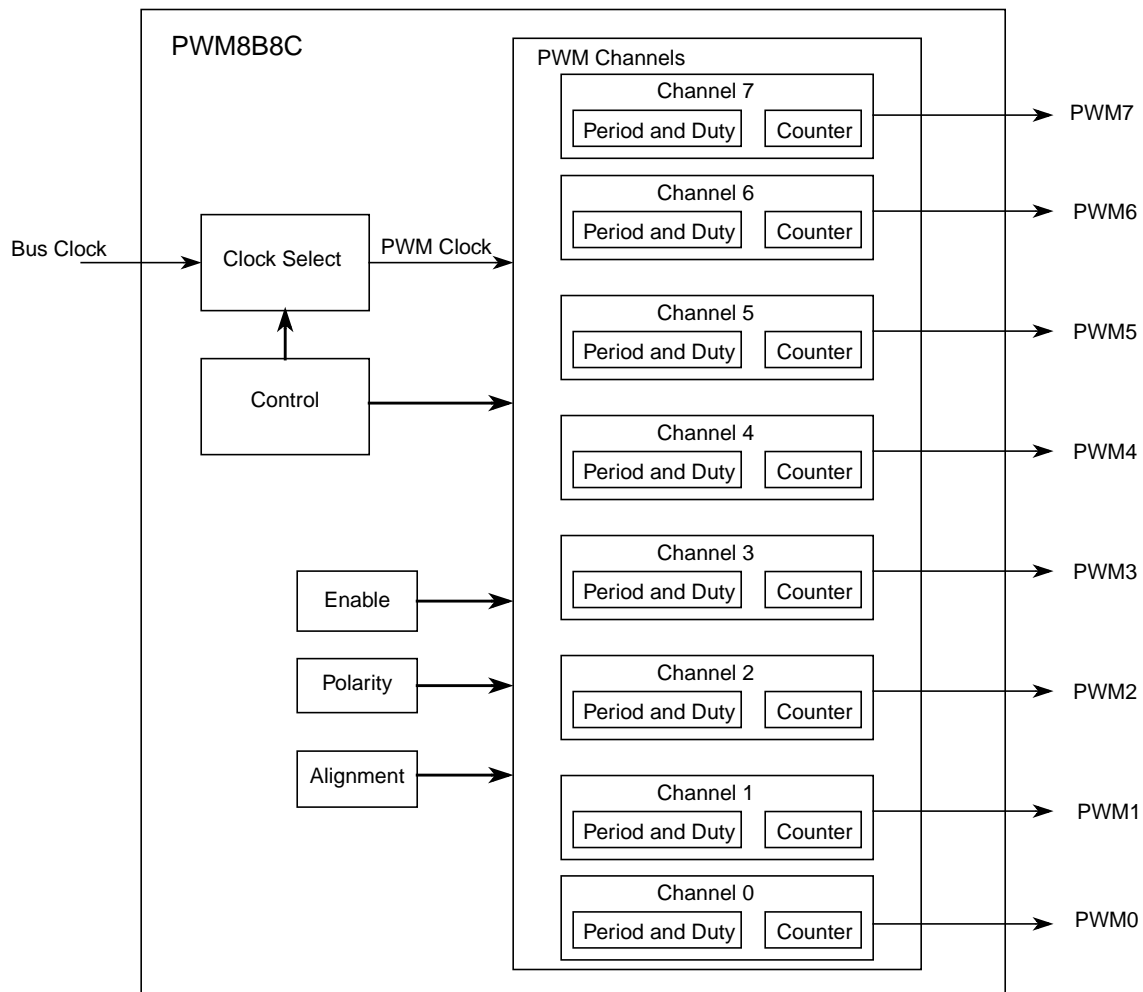 PWM8B8C
PWM Channels
Channel 7
Period and Duty
Counter
PWM7
Channel 6
Period and Duty
Counter
PWM6
Bus Clock
Clock Select
PWM Clock
Channel 5
Period and Duty
Counter
PWM5
Control
Channel 4
Period and Duty
Counter
PWM4
Channel 3
Period and Duty
Counter
PWM3
Enable
Polarity
Channel 2
Period and Duty
Counter
PWM2
Alignment
Channel 1
Period and Duty
Counter
PWM1
Channel 0
Period and Duty
Counter
PWM0